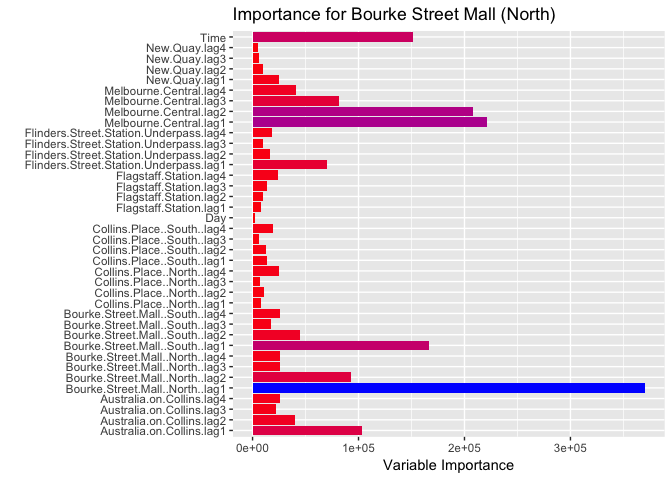 Importance for Bourke Street Mall (North)
Time
New.Quay.lag4
New.Quay.lag3
New.Quay.lag2
New.Quay.lag1
Melbourne.Central.lag4
Melbourne.Central.lag3
Melbourne.Central.lag2
Melbourne.Central.lag1
Flinders.Street.Station.Underpass.lag4
Flinders.Street.Station.Underpass.lag3
Flinders.Street.Station.Underpass.lag2
Flinders.Street.Station.Underpass.lag1
Flagstaff.Station.lag4
Flagstaff.Station.lag3
Flagstaff.Station.lag2
Flagstaff.Station.lag1
Day
Collins.Place..South..lag4
Collins.Place..South..lag3
Collins.Place..South..lag2
Collins.Place..South..lag1
Collins.Place..North..lag4
Collins.Place..North..lag3
Collins.Place..North..lag2
Collins.Place..North..lag1
Bourke.Street.Mall..South..lag4
Bourke.Street.Mall..South..lag3
Bourke.Street.Mall..South..lag2
Bourke.Street.Mall..South..lag1
Bourke.Street.Mall..North..lag4
Bourke.Street.Mall..North..lag3
Bourke.Street.Mall..North..lag2
Bourke.Street.Mall..North..lag1
Australia.on.Collins.lag4
Australia.on.Collins.lag3
Australia.on.Collins.lag2
Australia.on.Collins.lag1
0e+00 1e+05 2e+05 3e+05
Variable Importance